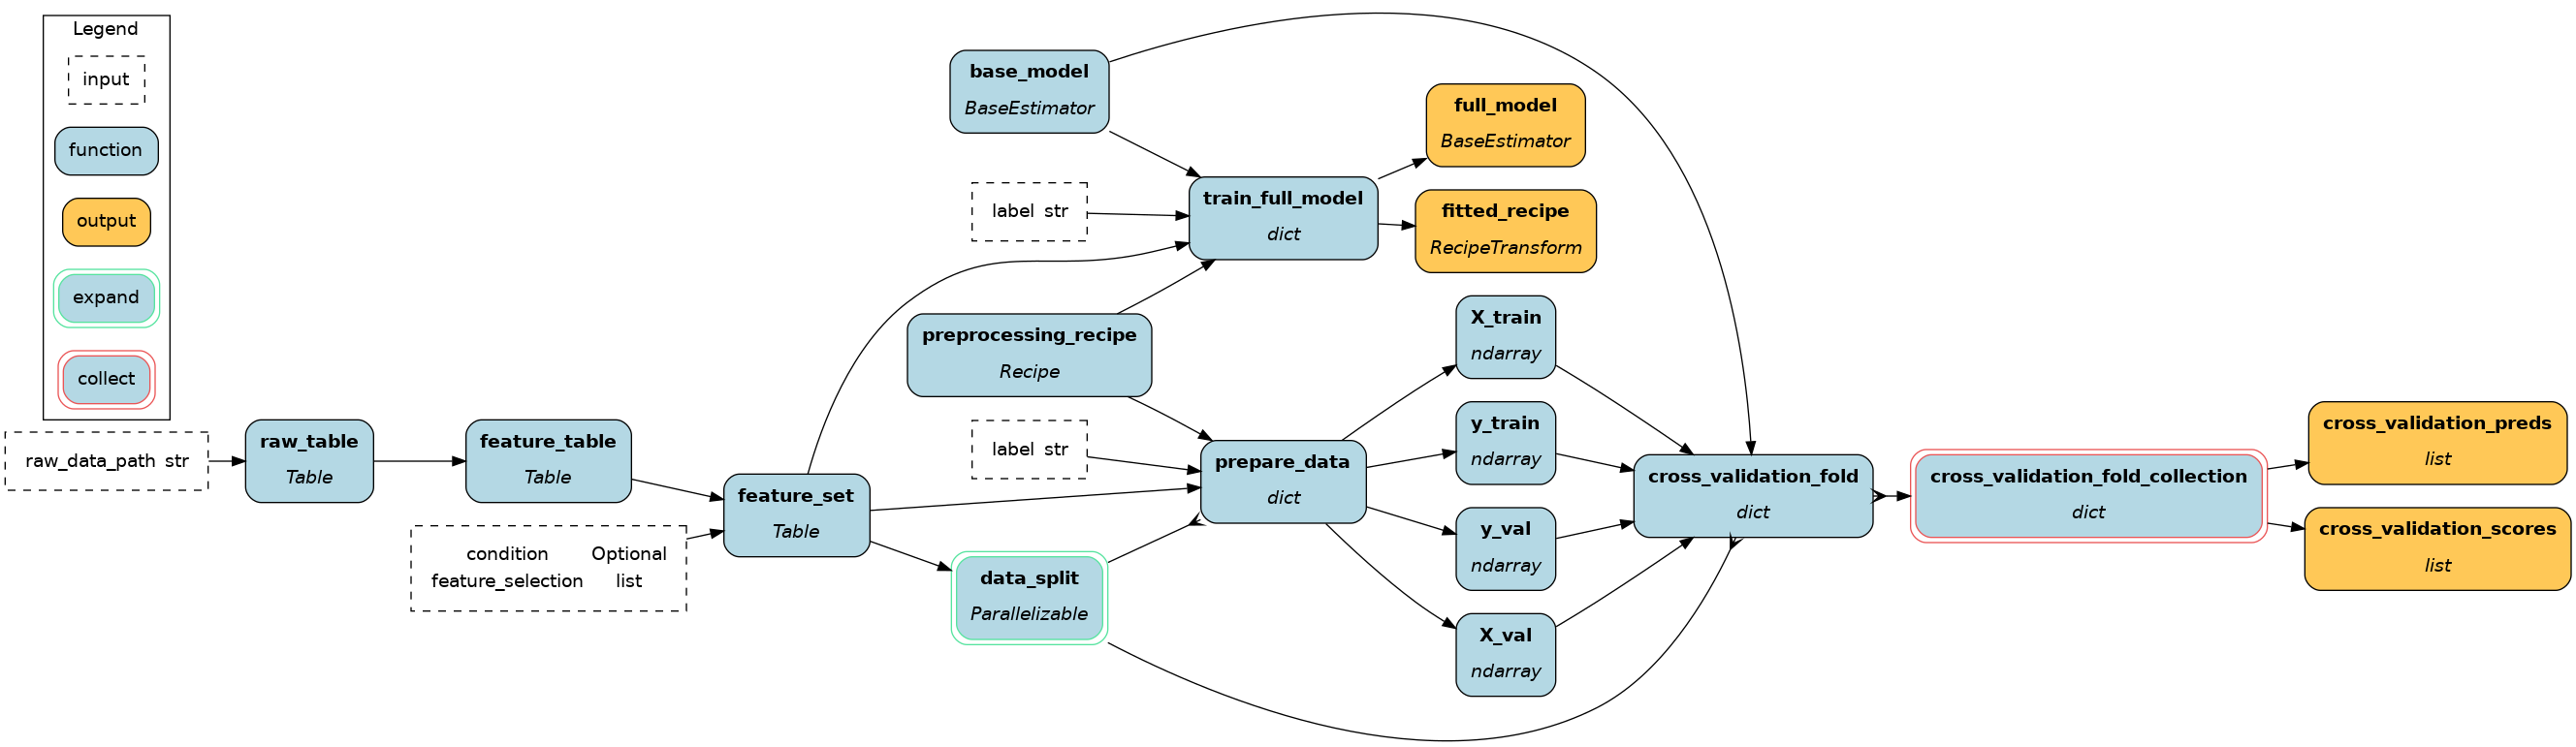 Legend
input
function
output
expand
collect
raw_data_path str
raw_table
Table
feature_table
Table
condition Optional
feature_selection list
feature_set
Table
base_model
BaseEstimator
label str
preprocessing_recipe
Recipe
label str
data_split
Parallelizable
train_full_model
dict
prepare_data
dict
full_model
BaseEstimator
fitted_recipe
RecipeTransform
X_train
ndarray
y_train
ndarray
y_val
ndarray
X_val
ndarray
cross_validation_fold
dict
cross_validation_fold_collection
dict
cross_validation_preds
list
cross_validation_scores
list